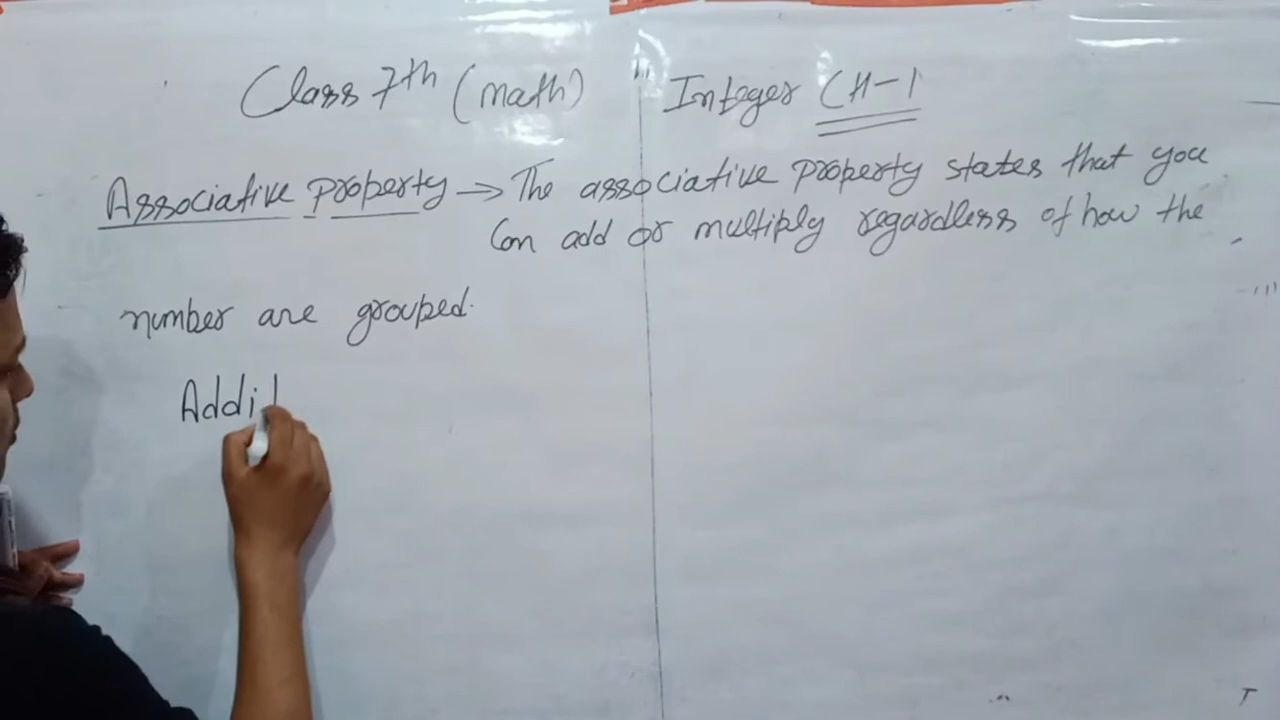 Class 7th (math) Integer CH-1
Associative property → The associative property states that you
Can add or multiply regardless of how the
number are grouped.
Addi